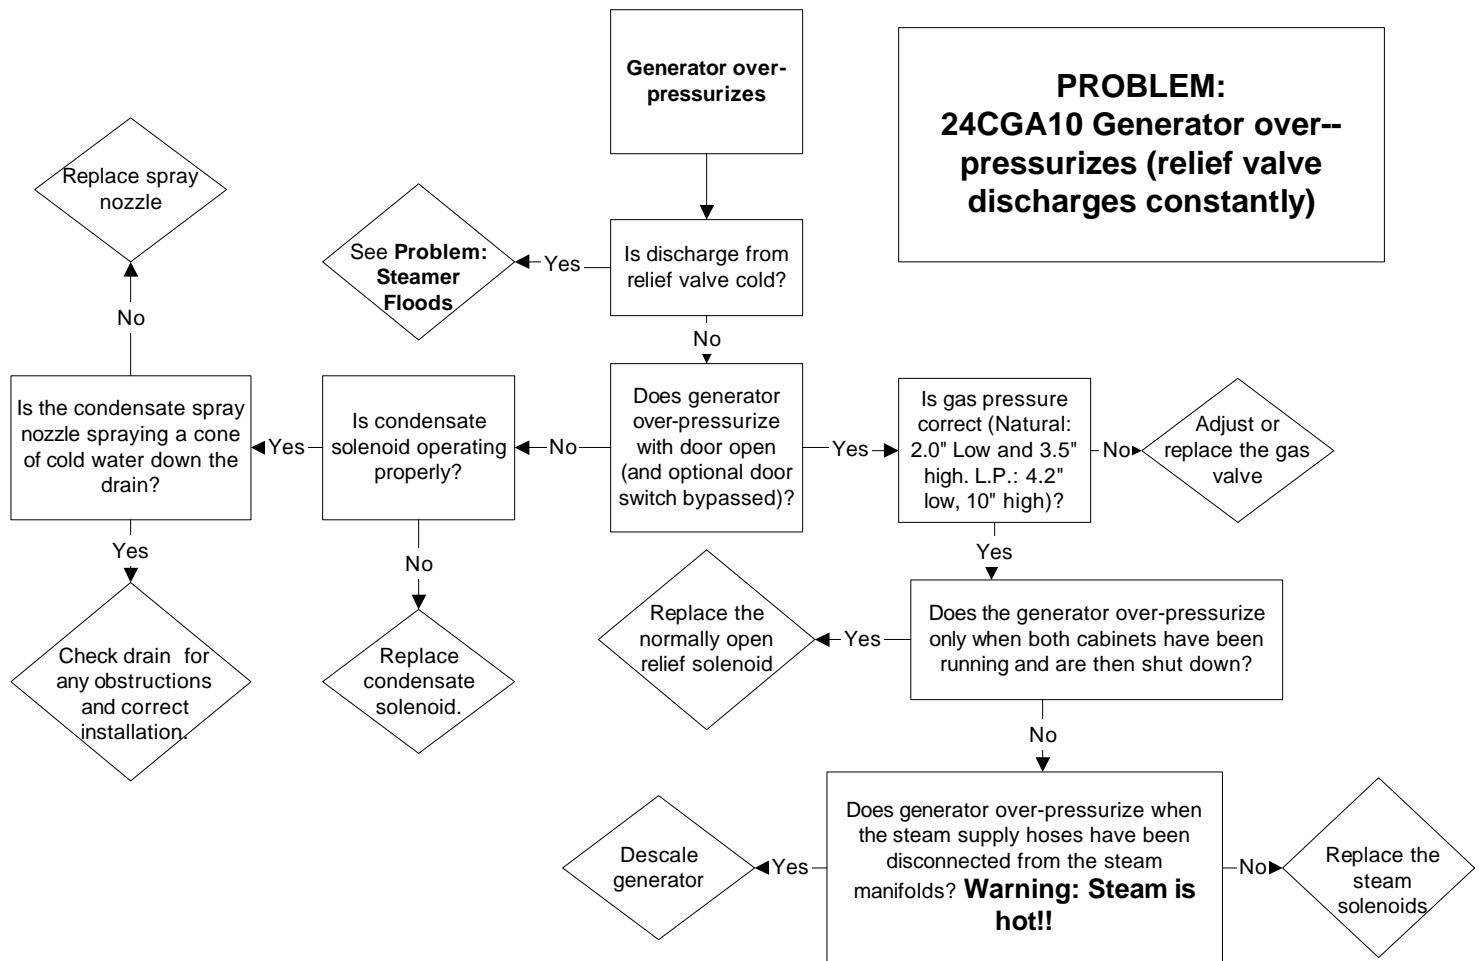 Generator over-
pressurizes
PROBLEM:
24CGA10 Generator over--
pressurizes (relief valve
discharges constantly)
Replace spray
nozzle
See Problem:
Steamer
Floods
Yes
Is discharge from
relief valve cold?
No
No
Is the condensate spray
nozzle spraying a cone
of cold water down the
drain?
Yes
Is condensate
solenoid operating
properly?
No
Does generator
over-pressurize
with door open
(and optional door
switch bypassed)?
Yes
Is gas pressure
correct (Natural:
2.0" Low and 3.5"
high. L.P.: 4.2"
low, 10" high)?
No
Adjust or
replace the gas
valve
Yes
No
Yes
Check drain for
any obstructions
and correct
installation.
Replace
condensate
solenoid.
Replace the
normally open
relief solenoid
Yes
Does the generator over-pressurize
only when both cabinets have been
running and are then shut down?
No
Descale
generator
Yes
Does generator over-pressurize when
the steam supply hoses have been
disconnected from the steam
manifolds? Warning: Steam is
hot!!
No
Replace the
steam
solenoids